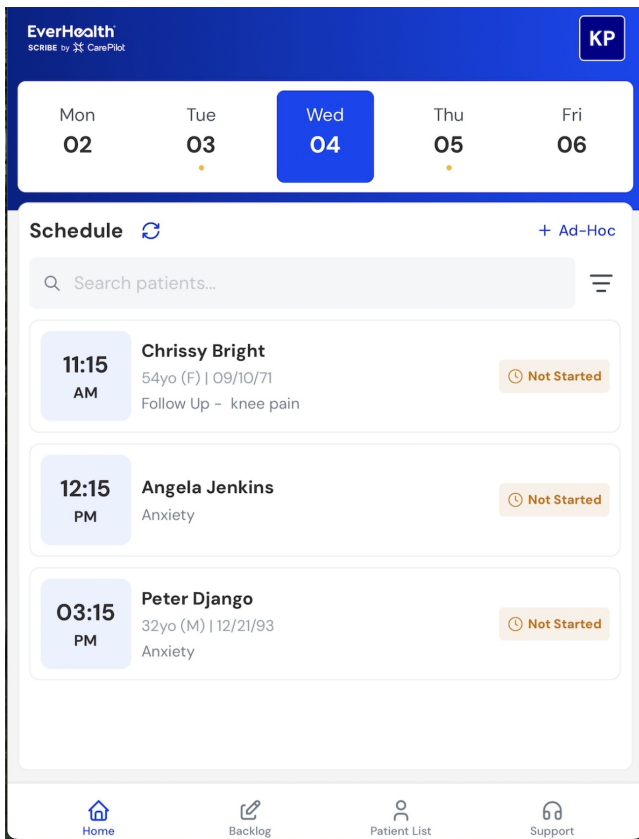 EverHealth
SCRIBE by CarePilot
KP
Mon Tue Wed Thu Fri
02 03 04 05 06
Schedule + Ad-Hoc
Search patients...
11:15 AM
Chrissy Bright
54yo (F) | 09/10/71
Follow Up - knee pain
Not Started
12:15 PM
Angela Jenkins
Anxiety
Not Started
03:15 PM
Peter Django
32yo (M) | 12/21/93
Anxiety
Not Started
Home Backlog Patient List Support